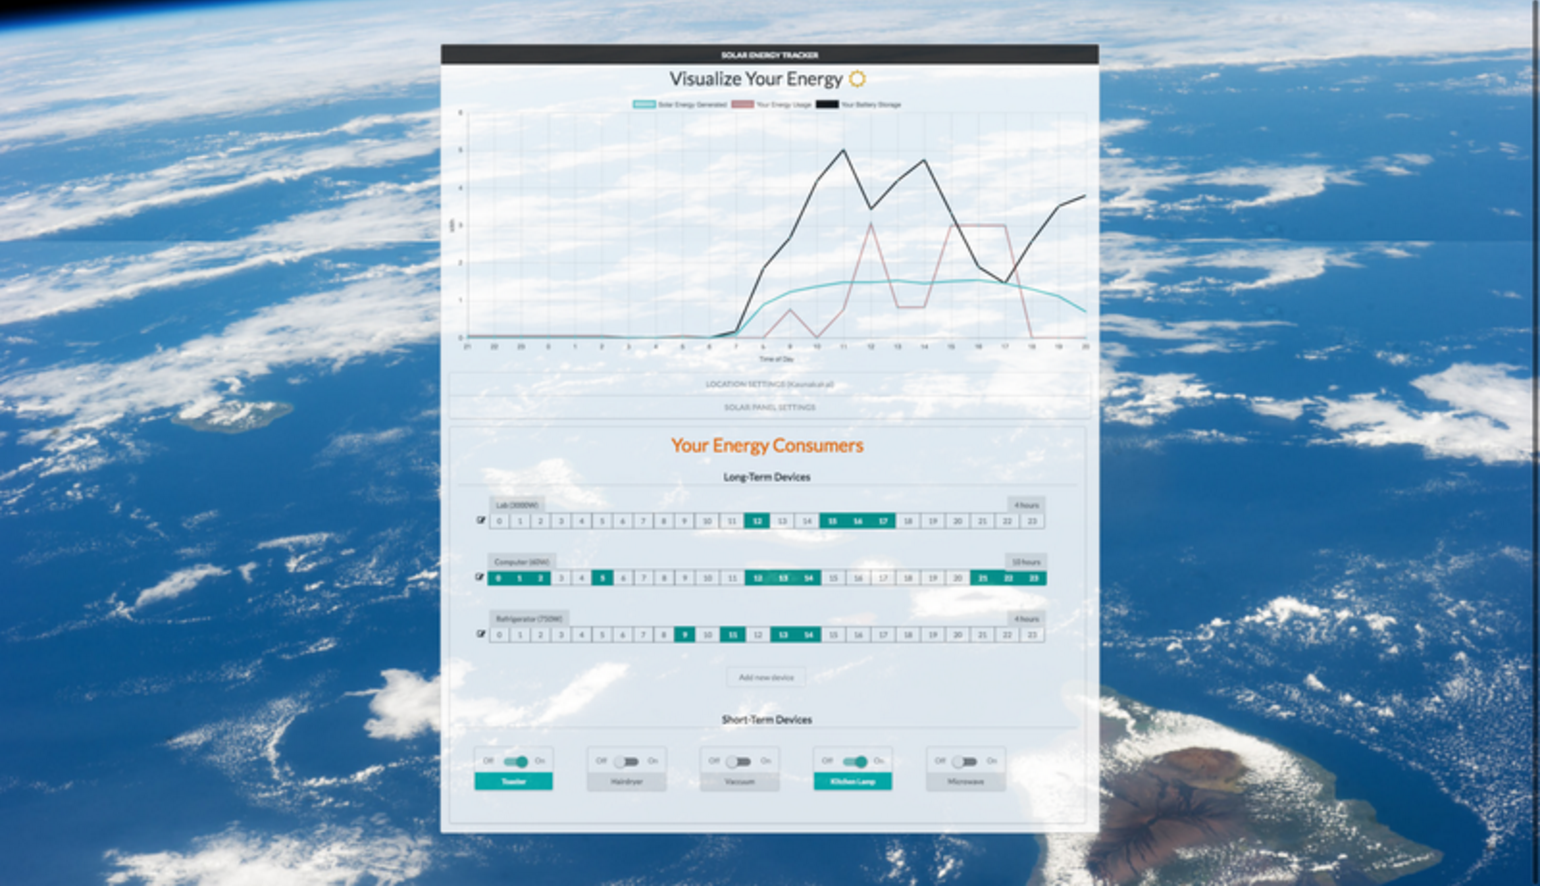 SOLAR ENERGY TRACKER
Visualize Your Energy
Solar Energy Generated Your Energy Usage Your Battery Storage
6
5
4
3
2
1
0
kWh
21 22 23 0 1 2 3 4 5 6 7 8 9 10 11 12 13 14 15 16 17 18 19 20
Time of Day
LOCATION SETTINGS (Kaunakakai)
SOLAR PANEL SETTINGS
Your Energy Consumers
Long-Term Devices
Lab (3000W) 4 hours
0 1 2 3 4 5 6 7 8 9 10 11 12 13 14 15 16 17 18 19 20 21 22 23
Computer (60W) 10 hours
0 1 2 3 4 5 6 7 8 9 10 11 12 13 14 15 16 17 18 19 20 21 22 23
Refrigerator (750W) 4 hours
0 1 2 3 4 5 6 7 8 9 10 11 12 13 14 15 16 17 18 19 20 21 22 23
Add new device
Short-Term Devices
Off On Off On Off On Off On Off On
Toaster Hairdryer Vacuum Kitchen Lamp Microwave